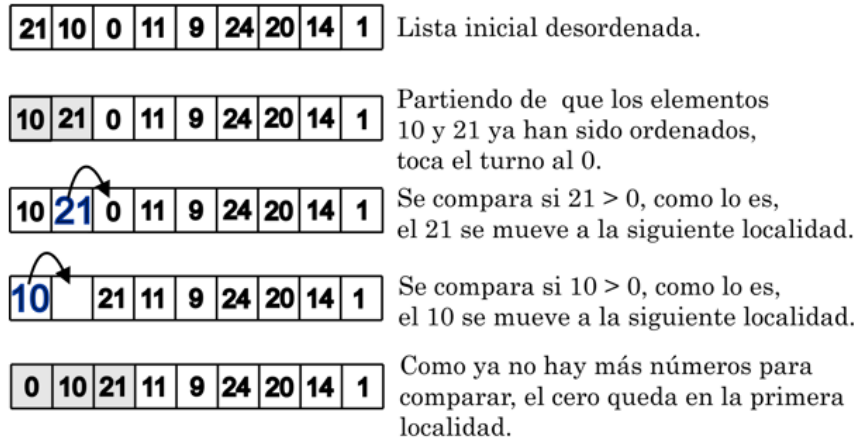 21 10 0 11 9 24 20 14 1 Lista inicial desordenada.
Partiendo de que los elementos
10 21 0 11 9 24 20 14 1 10 y 21 ya han sido ordenados,
toca el turno al 0.
10 21 0 11 9 24 20 14 1 Se compara si 21 > 0, como lo es,
el 21 se mueve a la siguiente localidad.
10 21 11 9 24 20 14 1 Se compara si 10 > 0, como lo es,
el 10 se mueve a la siguiente localidad.
0 10 21 11 9 24 20 14 1 Como ya no hay más números para
comparar, el cero queda en la primera
localidad.